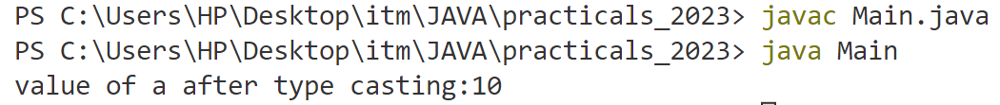 PS C:\Users\HP\Desktop\itm\JAVA\practicals_2023> javac Main.java
PS C:\Users\HP\Desktop\itm\JAVA\practicals_2023> java Main
value of a after type casting:10